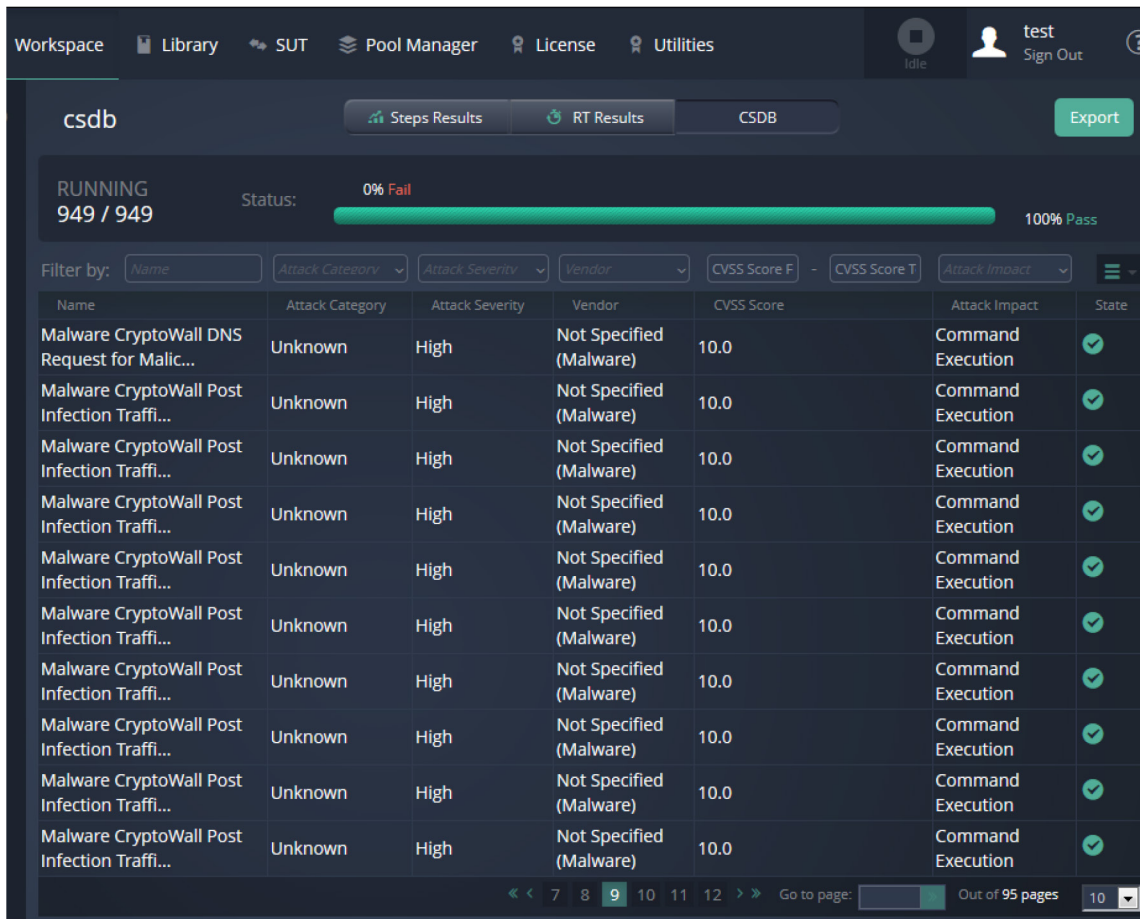 Workspace Library SUT Pool Manager License Utilities Idle test
Sign Out
csdb Steps Results RT Results CSDB Export
RUNNING
949 / 949
Status:
0% Fail
100% Pass
Filter by: Name Attack Category Attack Severity Vendor CVSS Score F - CVSS Score T Attack Impact
Name Attack Category Attack Severity Vendor CVSS Score Attack Impact State
Malware CryptoWall DNS Request for Malic... Unknown High Not Specified (Malware) 10.0 Command Execution
Malware CryptoWall Post Infection Traffi... Unknown High Not Specified (Malware) 10.0 Command Execution
Malware CryptoWall Post Infection Traffi... Unknown High Not Specified (Malware) 10.0 Command Execution
Malware CryptoWall Post Infection Traffi... Unknown High Not Specified (Malware) 10.0 Command Execution
Malware CryptoWall Post Infection Traffi... Unknown High Not Specified (Malware) 10.0 Command Execution
Malware CryptoWall Post Infection Traffi... Unknown High Not Specified (Malware) 10.0 Command Execution
Malware CryptoWall Post Infection Traffi... Unknown High Not Specified (Malware) 10.0 Command Execution
Malware CryptoWall Post Infection Traffi... Unknown High Not Specified (Malware) 10.0 Command Execution
Malware CryptoWall Post Infection Traffi... Unknown High Not Specified (Malware) 10.0 Command Execution
Malware CryptoWall Post Infection Traffi... Unknown High Not Specified (Malware) 10.0 Command Execution
« < 7 8 9 10 11 12 > » Go to page: > Out of 95 pages 10